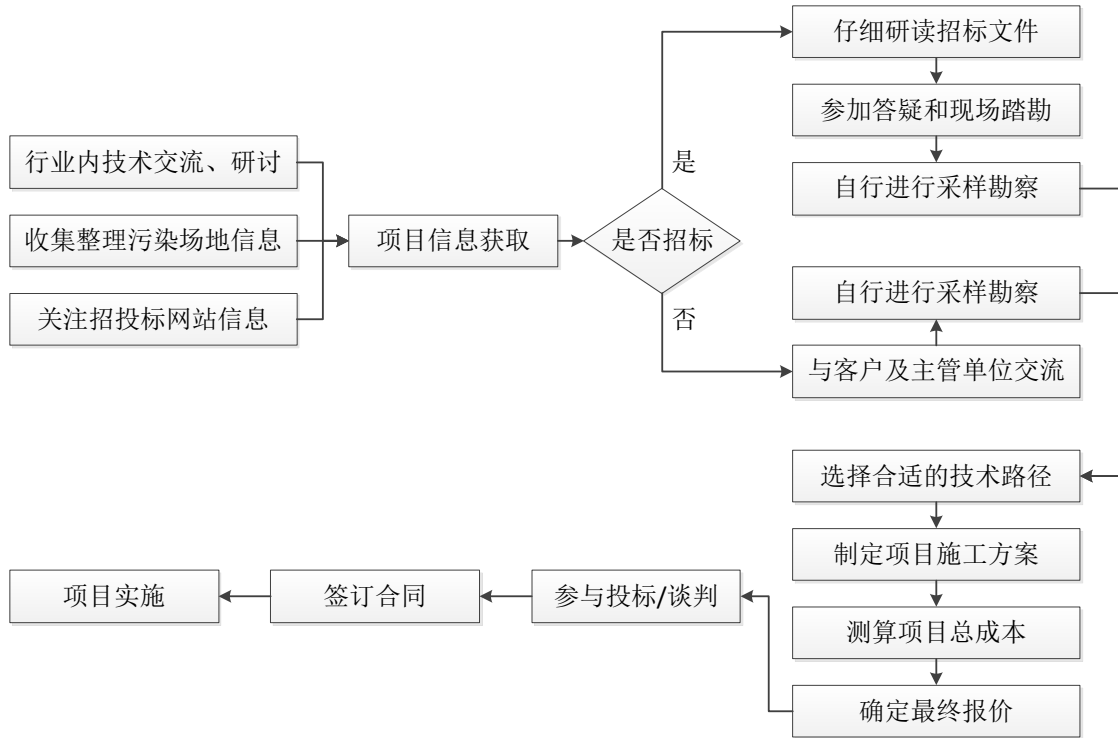 仔细研读招标文件
参加答疑和现场踏勘
行业内技术交流、研讨
是
自行进行采样勘察
收集整理污染场地信息
项目信息获取
是否招标
关注招投标网站信息
否
自行进行采样勘察
与客户及主管单位交流
选择合适的技术路径
制定项目施工方案
项目实施
签订合同
参与投标/谈判
测算项目总成本
确定最终报价